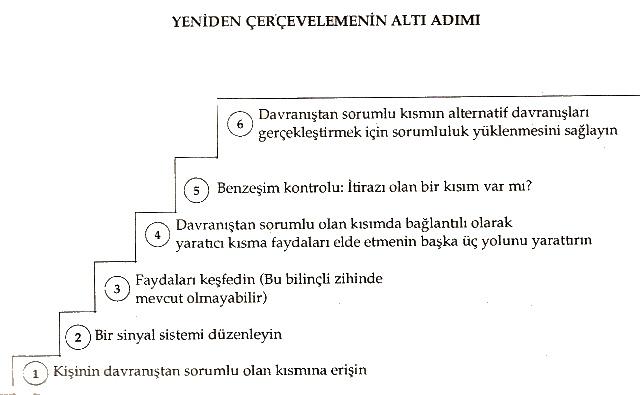 YENİDEN ÇERÇEVELEMENİN ALTI ADIMI
6 Davranıştan sorumlu kısmın alternatif davranışları
gerçekleştirmek için sorumluluk yüklenmesini sağlayın
5 Benzeşim kontrolu: İtirazı olan bir kısım var mı?
4 Davranıştan sorumlu olan kısımda bağlantılı olarak
yaratıcı kısma faydaları elde etmenin başka üç yolunu yarattırın
3 Faydaları keşfedin (Bu bilinçli zihinde
mevcut olmayabilir)
2 Bir sinyal sistemi düzenleyin
1 Kişinin davranıştan sorumlu olan kısmına erişin